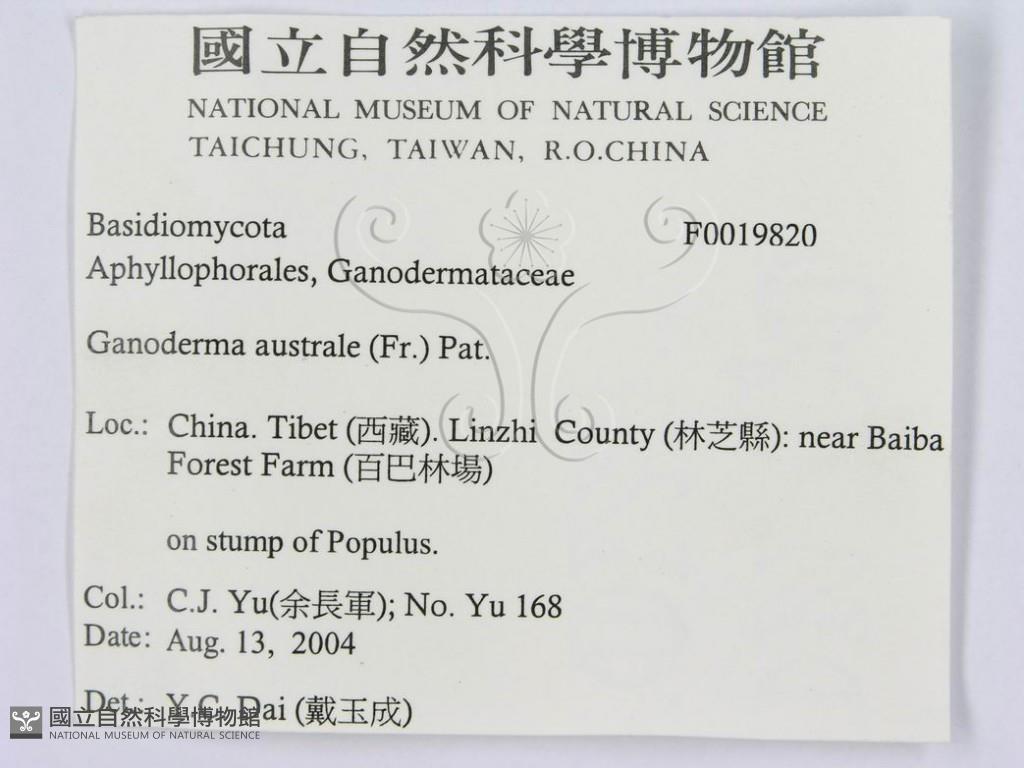 國立自然科學博物館
NATIONAL MUSEUM OF NATURAL SCIENCE
TAICHUNG, TAIWAN, R.O.CHINA
Basidiomycota F0019820
Aphyllophorales, Ganodermataceae
Ganoderma australe (Fr.) Pat.
Loc.: China. Tibet (西藏). Linzhi County (林芝縣): near Baiba
Forest Farm (百巴林場)
on stump of Populus.
Col.: C.J. Yu(余長軍); No. Yu 168
Date: Aug. 13, 2004
Det.: Y.C. Dai (戴玉成)
國立自然科學博物館
NATIONAL MUSEUM OF NATURAL SCIENCE